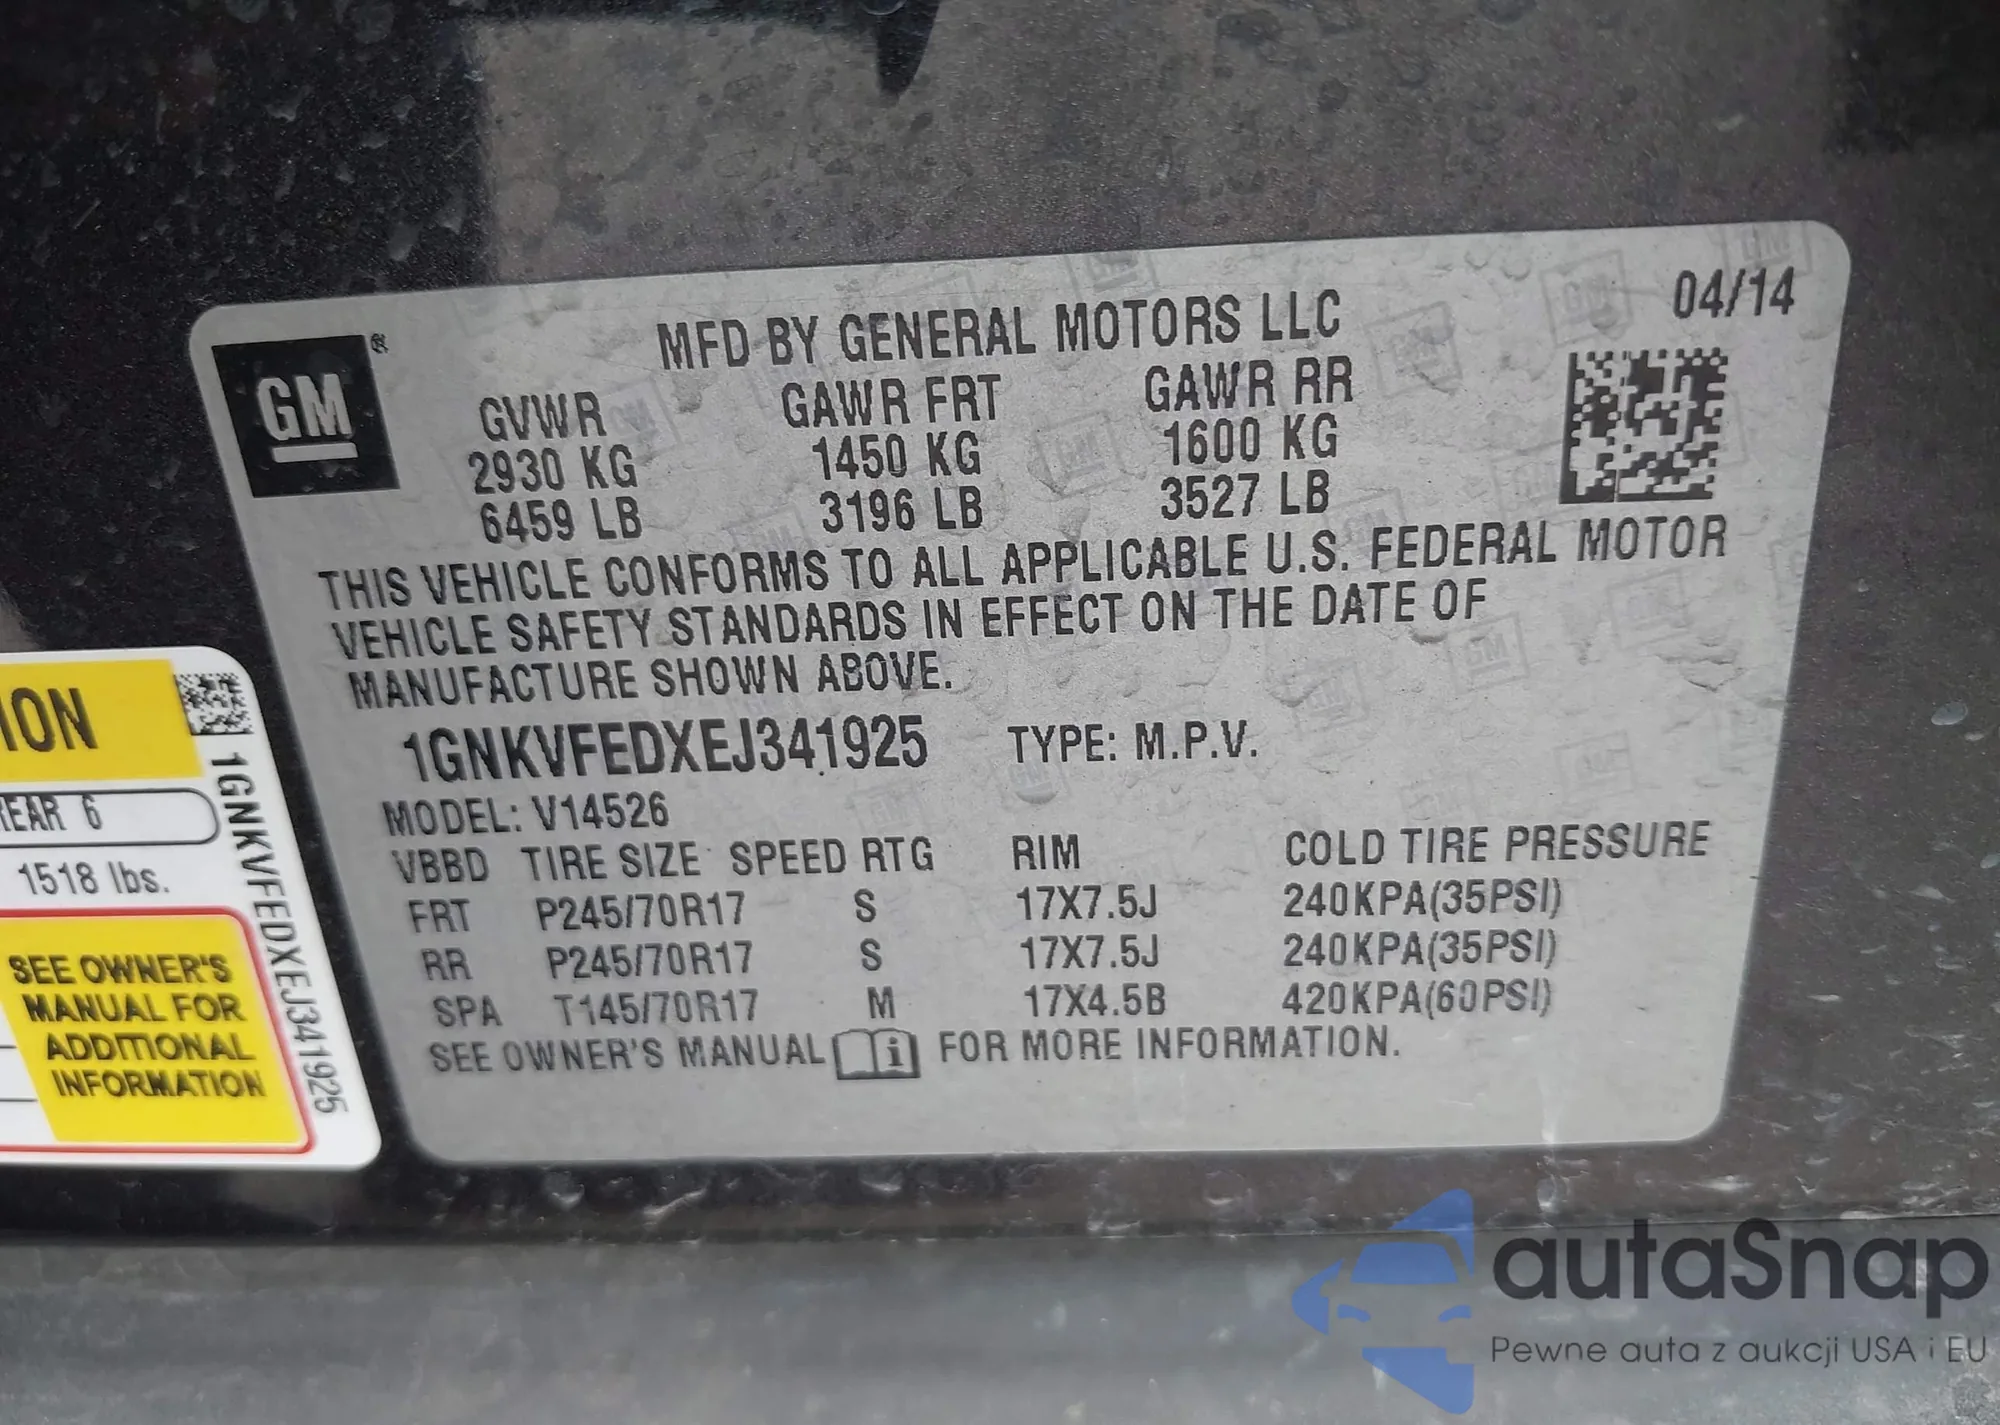 04/14
GM®
MFD BY GENERAL MOTORS LLC
GVWR GAWR FRT GAWR RR
2930 KG 1450 KG 1600 KG
6459 LB 3196 LB 3527 LB
THIS VEHICLE CONFORMS TO ALL APPLICABLE U.S. FEDERAL MOTOR
VEHICLE SAFETY STANDARDS IN EFFECT ON THE DATE OF
MANUFACTURE SHOWN ABOVE.
1GNKVFEDXEJ341925 TYPE: M.P.V.
MODEL: V14526
VBBD TIRE SIZE SPEED RTG RIM COLD TIRE PRESSURE
FRT P245/70R17 S 17X7.5J 240KPA(35PSI)
RR P245/70R17 S 17X7.5J 240KPA(35PSI)
SPA T145/70R17 M 17X4.5B 420KPA(60PSI)
SEE OWNER'S MANUAL i FOR MORE INFORMATION.
ION
REAR 6
1518 lbs.
SEE OWNER'S
MANUAL FOR
ADDITIONAL
INFORMATION
1GNKVFEDXEJ341925
autaSnap
Pewne auta z aukcji USA i EU